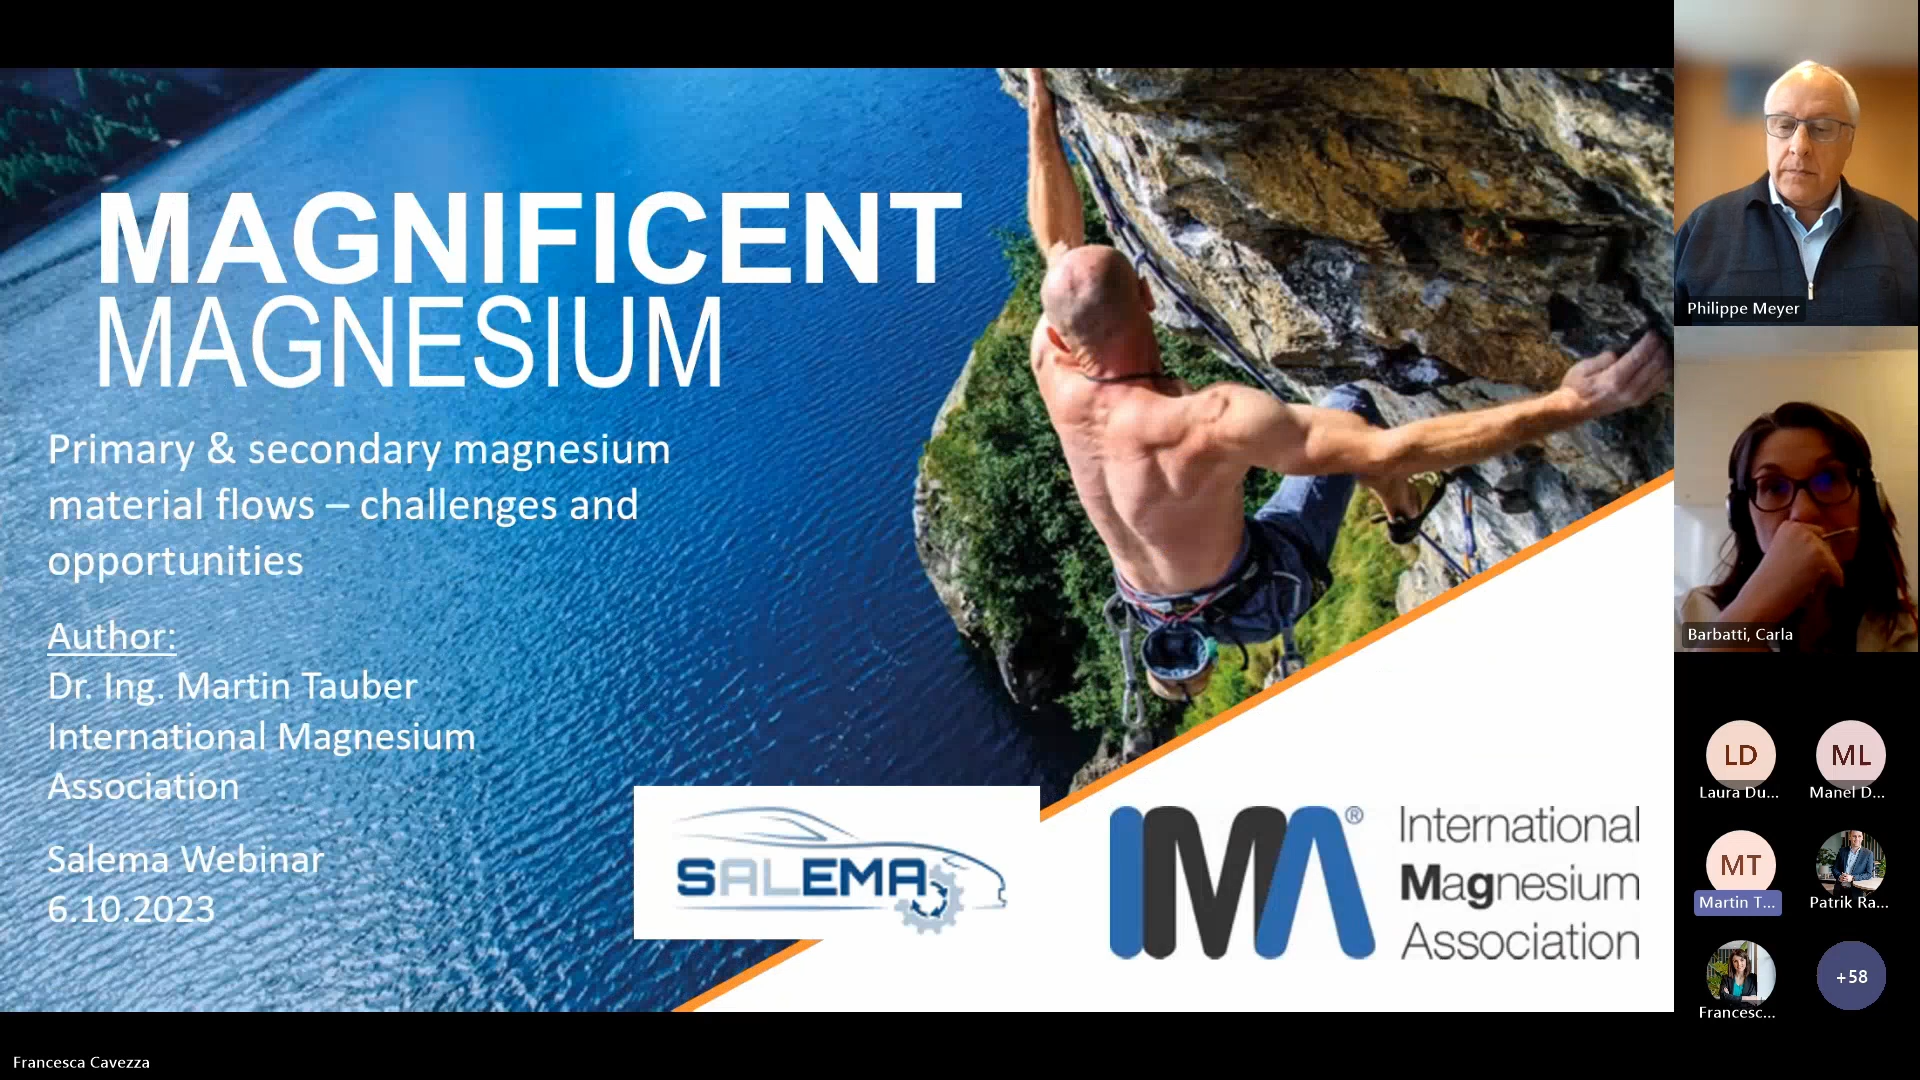 MAGNIFICENT
MAGNESIUM
Primary & secondary magnesium
material flows – challenges and
opportunities
Author:
Dr. Ing. Martin Tauber
International Magnesium
Association
Salema Webinar
6.10.2023
SALEMA
IMA®
International
Magnesium
Association
Philippe Meyer
Barbatti, Carla
LD
Laura Du...
ML
Manel D...
MT
Martin T...
Patrik Ra...
Francesc...
+58
Francesca Cavezza